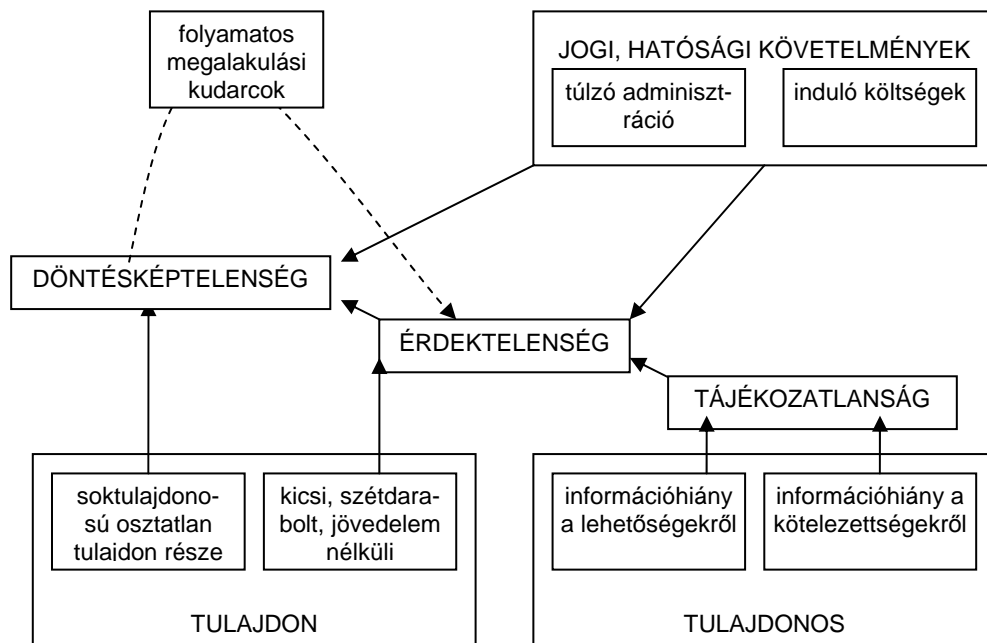 folyamatos
megalakulási
kudarcok
JOGI, HATÓSÁGI KÖVETELMÉNYEK
túlzó adminiszt-
ráció
induló költségek
DÖNTÉSKÉPTELENSÉG
ÉRDEKTELENSÉG
TÁJÉKOZATLANSÁG
soktulajdono-
sú osztatlan
tulajdon része
kicsi, szétdara-
bolt, jövedelem
nélküli
információhiány
a lehetőségekről
információhiány a
kötelezettségekről
TULAJDON
TULAJDONOS